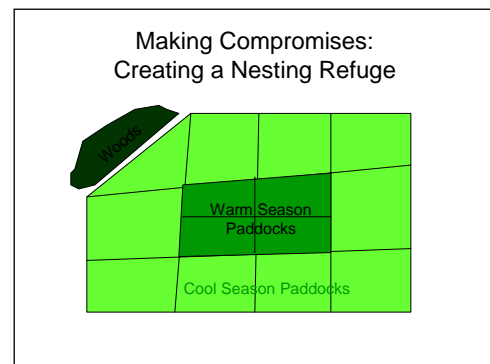 Making Compromises:
Creating a Nesting Refuge
Woods
Warm Season
Paddocks
Cool Season Paddocks